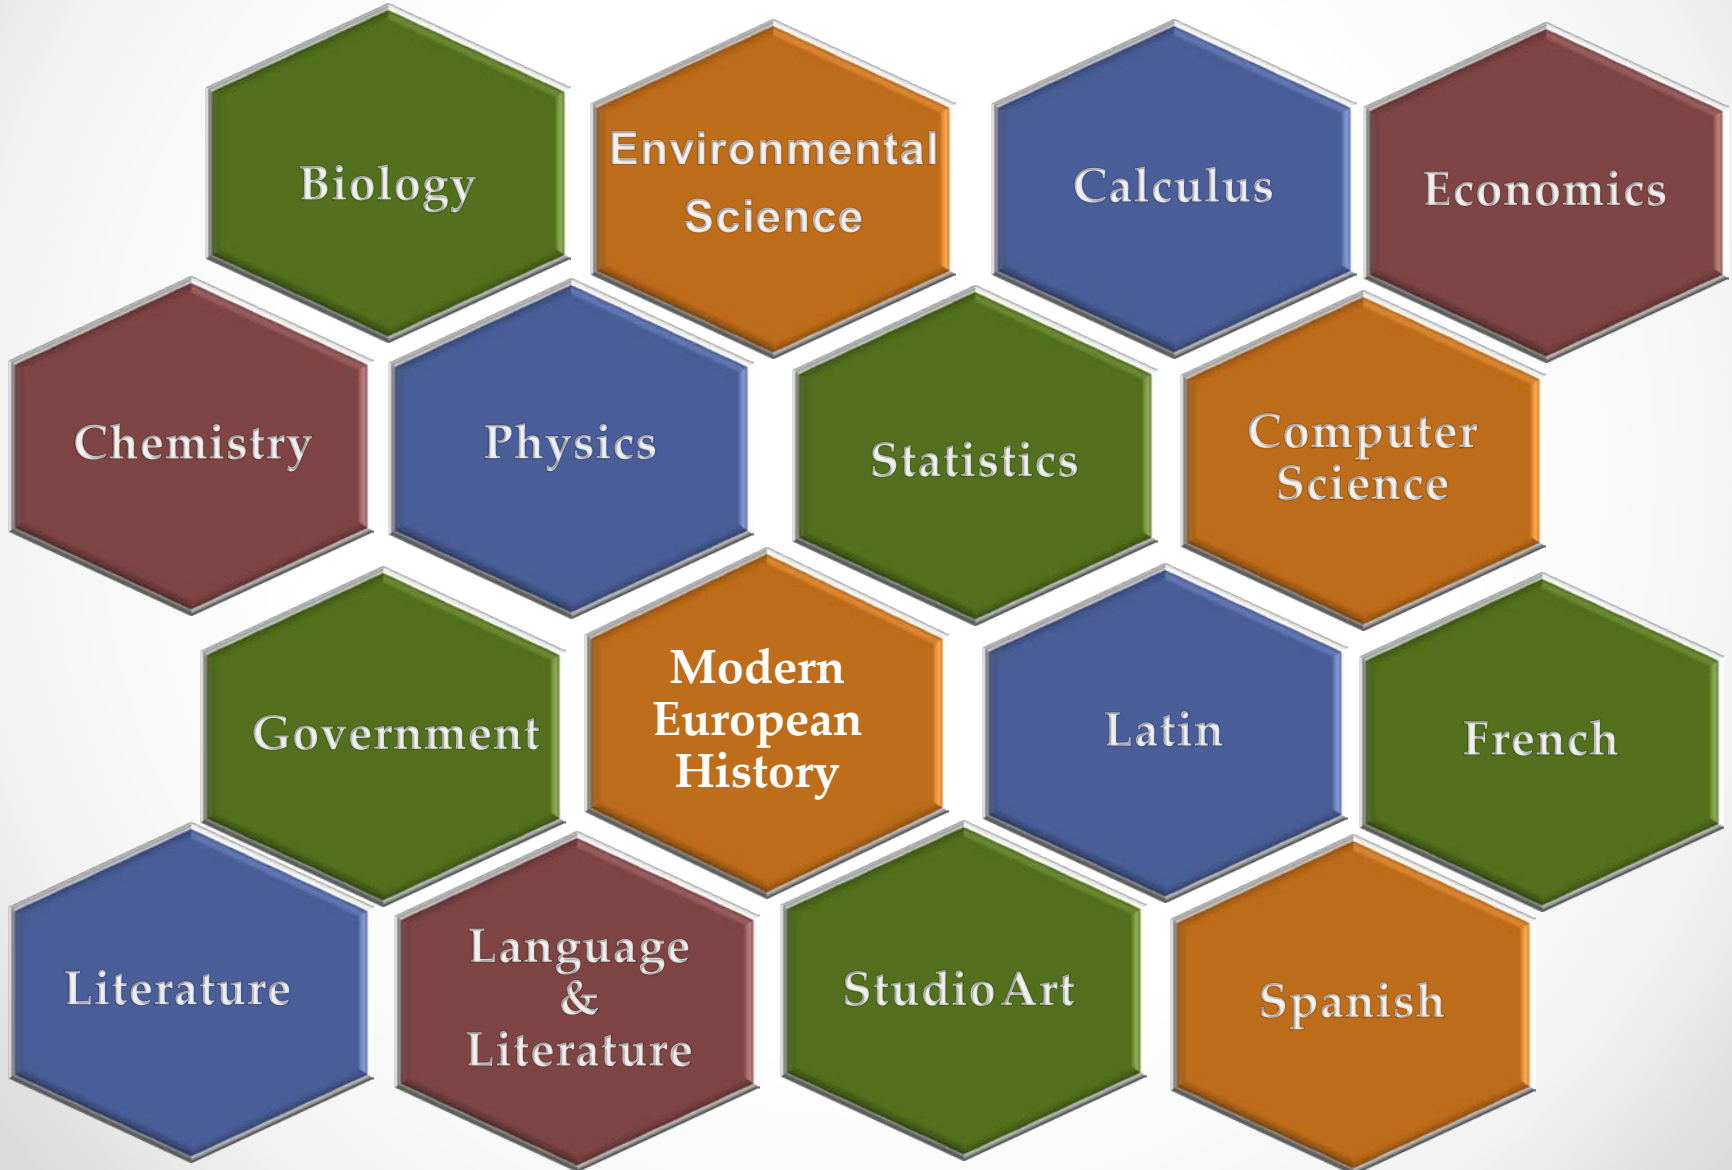 Biology
Environmental
Science
Calculus
Economics
Chemistry
Physics
Statistics
Computer
Science
Government
Modern
European
History
Latin
French
Literature
Language
&
Literature
Studio Art
Spanish